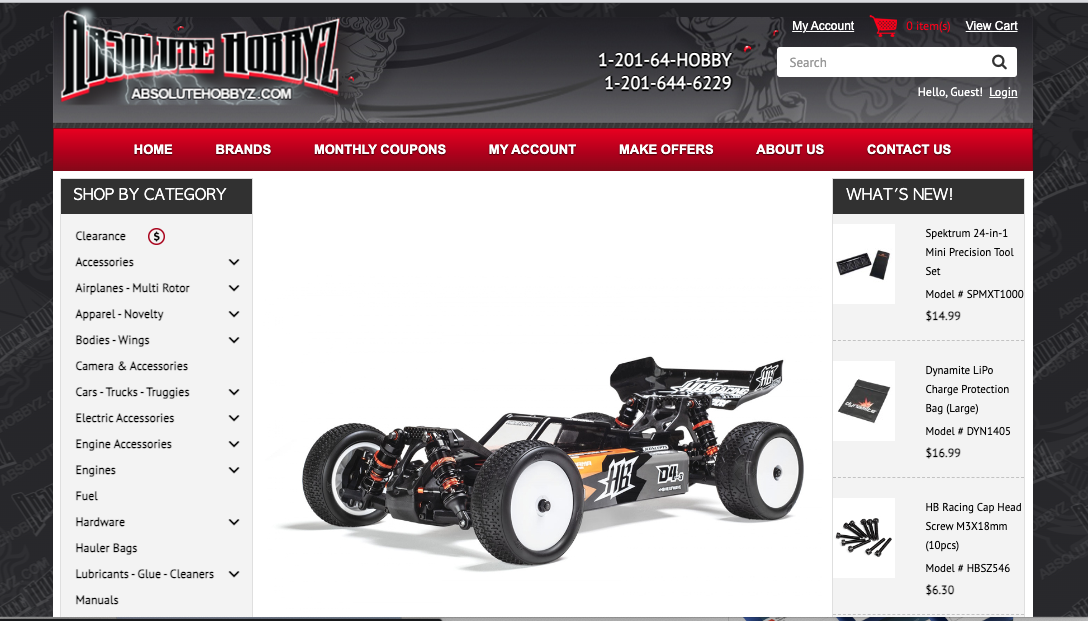 ABSOLUTE HOBBYZ
ABSOLUTEHOBBYZ.COM
1-201-64-HOBBY
1-201-644-6229
My Account
0 item(s)
View Cart
Search
Hello, Guest! Login
HOME
BRANDS
MONTHLY COUPONS
MY ACCOUNT
MAKE OFFERS
ABOUT US
CONTACT US
SHOP BY CATEGORY
Clearance $
Accessories
Airplanes - Multi Rotor
Apparel - Novelty
Bodies - Wings
Camera & Accessories
Cars - Trucks - Truggies
Electric Accessories
Engine Accessories
Engines
Fuel
Hardware
Hauler Bags
Lubricants - Glue - Cleaners
Manuals
HB
HB
D4
WHAT'S NEW!
Spektrum 24-in-1
Mini Precision Tool
Set
Model # SPMXT1000
$14.99
dynamite
Dynamite LiPo
Charge Protection
Bag (Large)
Model # DYN1405
$16.99
HB Racing Cap Head
Screw M3X18mm
(10pcs)
Model # HBSZ546
$6.30